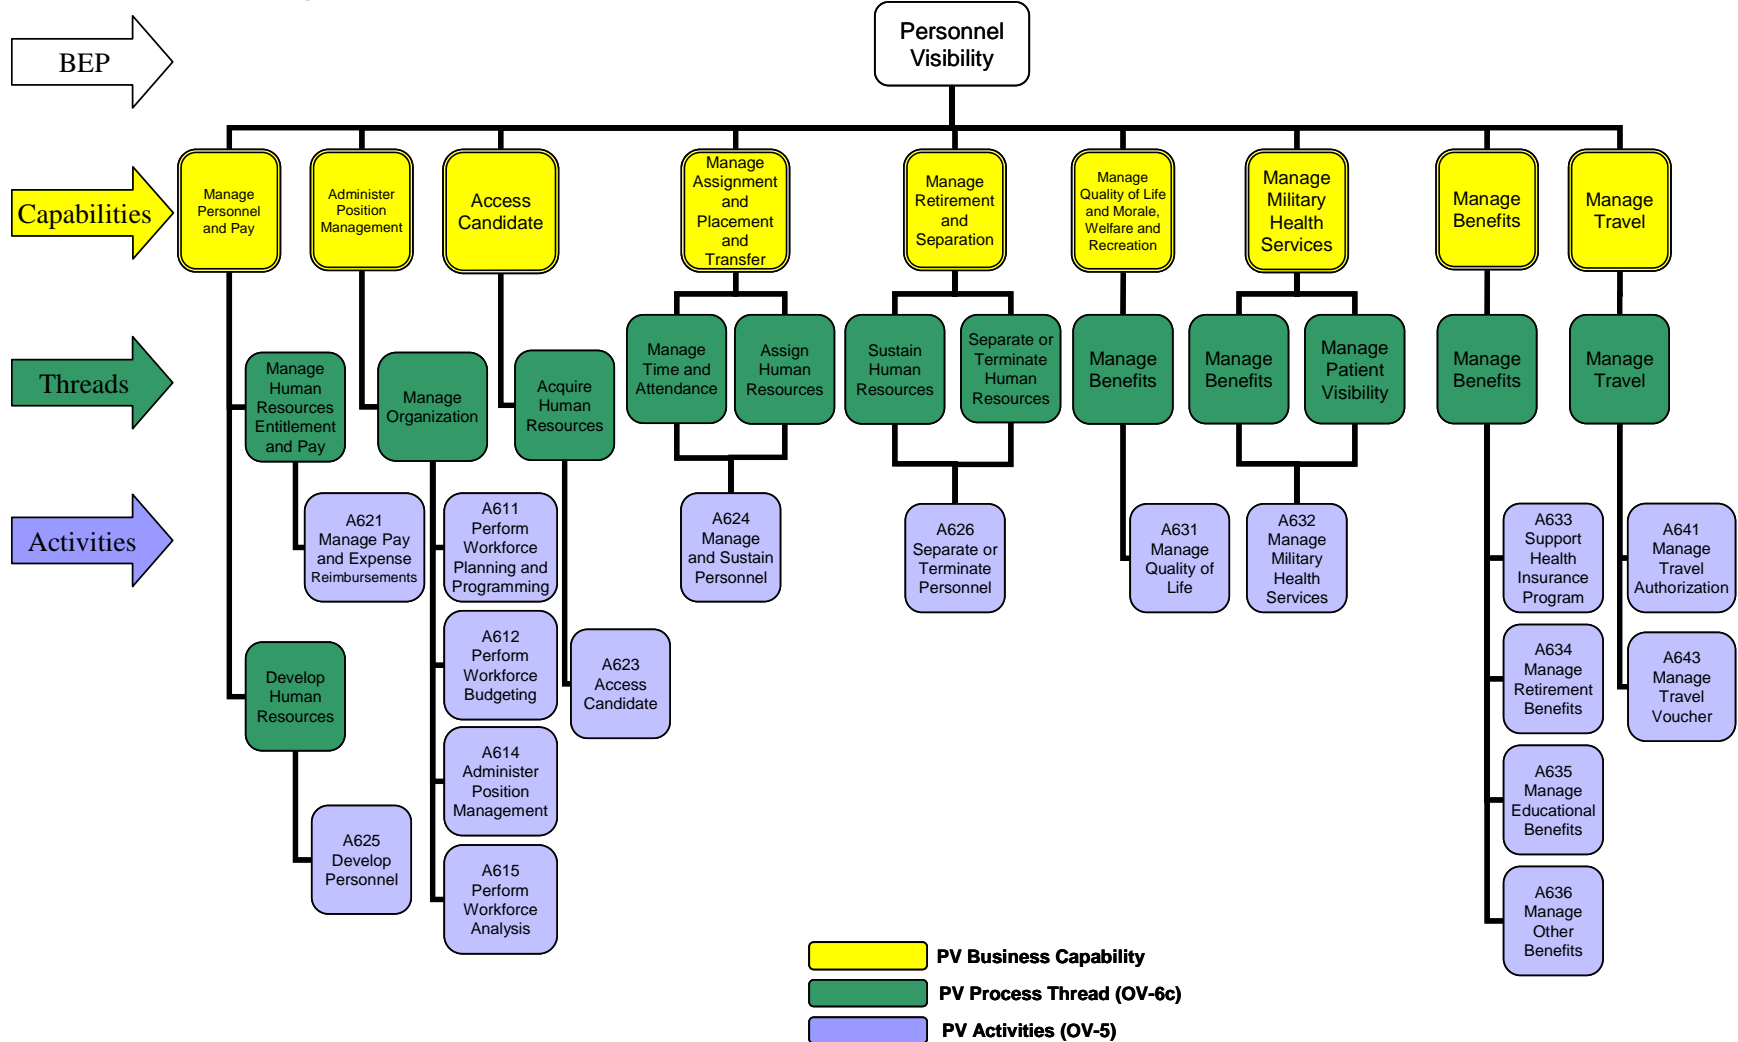 Personnel
Visibility
BEP
Capabilities
Manage
Personnel
and Pay
Administer
Position
Management
Access
Candidate
Manage
Assignment
and
Placement
and
Transfer
Manage
Retirement
and
Separation
Manage
Quality of Life
and Morale,
Welfare and
Recreation
Manage
Military
Health
Services
Manage
Benefits
Manage
Travel
Threads
Manage
Human
Resources
Entitlement
and Pay
Manage
Organization
Acquire
Human
Resources
Manage
Time and
Attendance
Assign
Human
Resources
Sustain
Human
Resources
Separate or
Terminate
Human
Resources
Manage
Benefits
Manage
Benefits
Manage
Patient
Visibility
Manage
Benefits
Manage
Travel
Develop
Human
Resources
Activities
A621
Manage Pay
and Expense
Reimbursements
A611
Perform
Workforce
Planning and
Programming
A624
Manage
and Sustain
Personnel
A626
Separate or
Terminate
Personnel
A631
Manage
Quality of
Life
A632
Manage
Military
Health
Services
A633
Support
Health
Insurance
Program
A641
Manage
Travel
Authorization
A612
Perform
Workforce
Budgeting
A623
Access
Candidate
A634
Manage
Retirement
Benefits
A643
Manage
Travel
Voucher
A614
Administer
Position
Management
A635
Manage
Educational
Benefits
A625
Develop
Personnel
A615
Perform
Workforce
Analysis
A636
Manage
Other
Benefits
PV Business Capability
PV Process Thread (OV-6c)
PV Activities (OV-5)